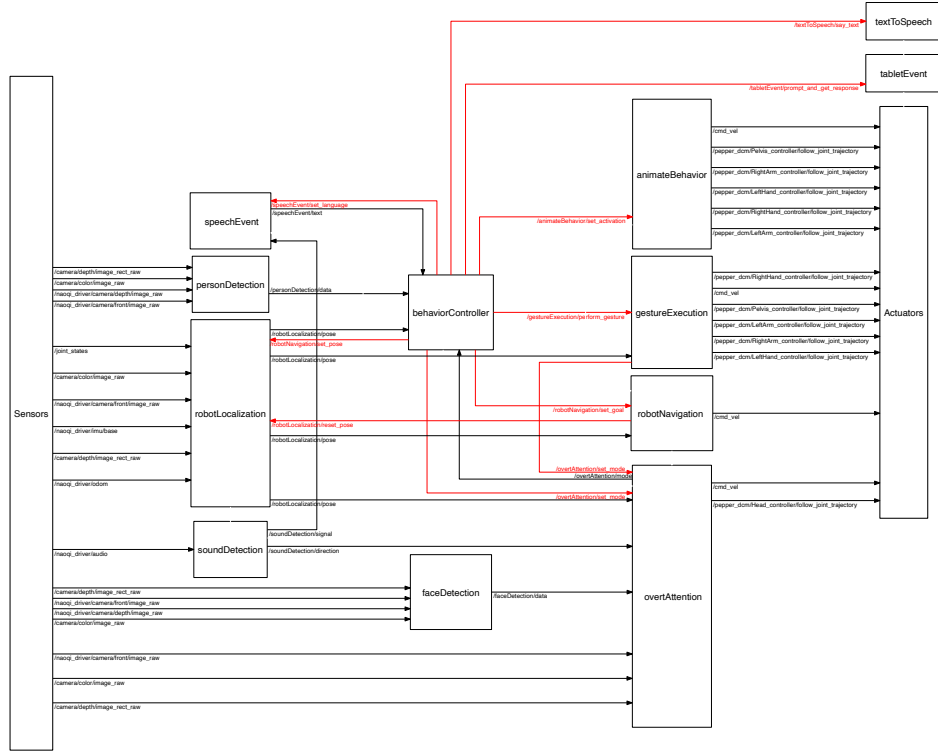 textToSpeech
/textToSpeech/say_text
tabletEvent
/tabletEvent/prompt_and_get_response
Sensors
Actuators
animateBehavior
/cmd_vel
/pepper_dcm/Pelvis_controller/follow_joint_trajectory
/pepper_dcm/RightArm_controller/follow_joint_trajectory
/pepper_dcm/LeftHand_controller/follow_joint_trajectory
/pepper_dcm/RightHand_controller/follow_joint_trajectory
/pepper_dcm/LeftArm_controller/follow_joint_trajectory
speechEvent
/speechEvent/set_language
/speechEvent/text
/animateBehavior/set_activation
/camera/depth/image_rect_raw
/camera/color/image_raw
/naoqi_driver/camera/depth/image_raw
/naoqi_driver/camera/front/image_raw
personDetection
/personDetection/data
behaviorController
/gestureExecution/perform_gesture
gestureExecution
/pepper_dcm/RightHand_controller/follow_joint_trajectory
/cmd_vel
/pepper_dcm/Pelvis_controller/follow_joint_trajectory
/pepper_dcm/LeftArm_controller/follow_joint_trajectory
/pepper_dcm/RightArm_controller/follow_joint_trajectory
/pepper_dcm/LeftHand_controller/follow_joint_trajectory
/joint_states
/camera/color/image_raw
/naoqi_driver/camera/front/image_raw
/naoqi_driver/imu/base
/camera/depth/image_rect_raw
/naoqi_driver/odom
robotLocalization
/robotLocalization/pose
/robotNavigation/set_pose
/robotLocalization/pose
/robotLocalization/reset_pose
/robotLocalization/pose
/robotLocalization/pose
/robotNavigation/set_goal
robotNavigation
/cmd_vel
/overtAttention/set_mode
/overtAttention/mode
/overtAttention/set_mode
/cmd_vel
/pepper_dcm/Head_controller/follow_joint_trajectory
/naoqi_driver/audio
soundDetection
/soundDetection/signal
/soundDetection/direction
overtAttention
/camera/depth/image_rect_raw
/naoqi_driver/camera/front/image_raw
/naoqi_driver/camera/depth/image_raw
/camera/color/image_raw
faceDetection
/faceDetection/data
/naoqi_driver/camera/front/image_raw
/camera/color/image_raw
/camera/depth/image_rect_raw